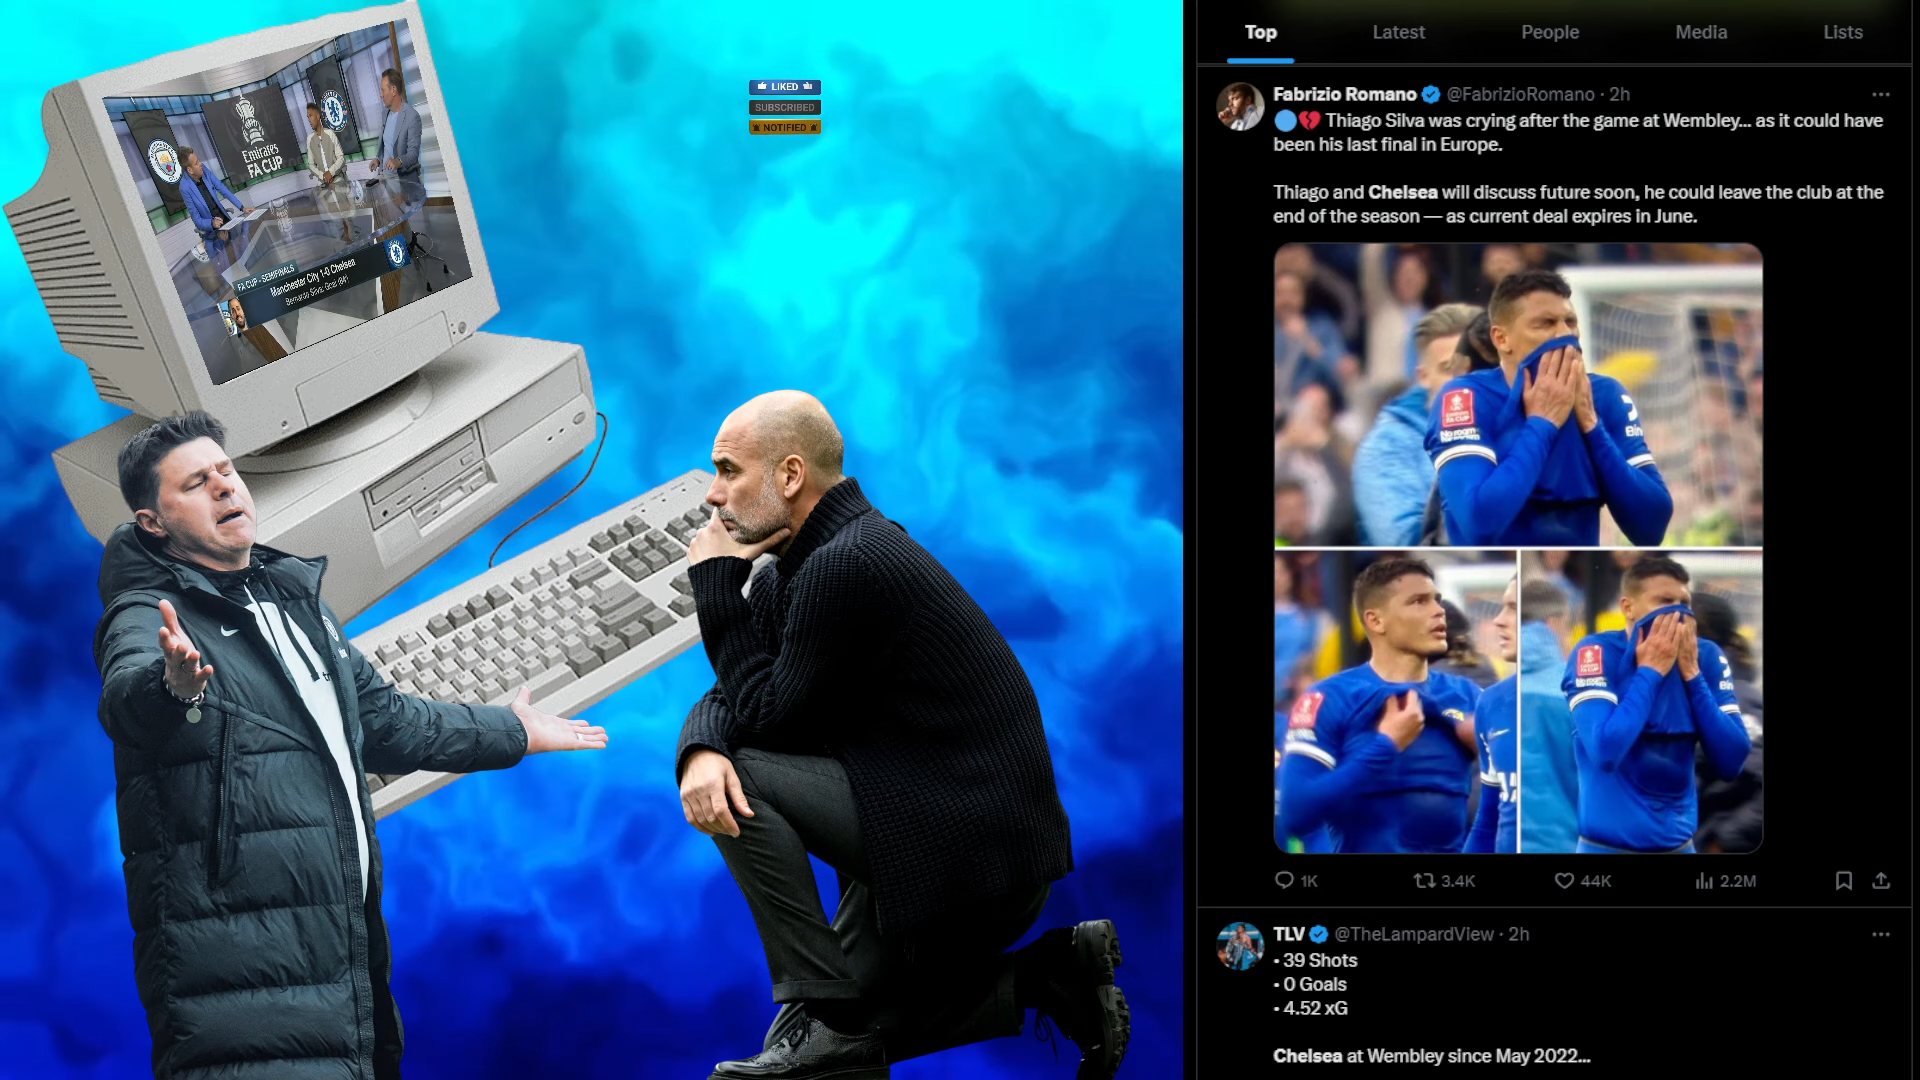 Emirates
FA CUP
FA CUP - SEMIFINALS
Manchester City 1-0 Chelsea
Bernardo Silva: Goal (84')
LIKED
SUBSCRIBED
NOTIFIED
Top
Latest
People
Media
Lists
Fabrizio Romano @FabrizioRomano · 2h
🔵💔 Thiago Silva was crying after the game at Wembley... as it could have
been his last final in Europe.
Thiago and Chelsea will discuss future soon, he could leave the club at the
end of the season — as current deal expires in June.
1K
3.4K
44K
2.2M
TLV @TheLampardView · 2h
• 39 Shots
• 0 Goals
• 4.52 xG
Chelsea at Wembley since May 2022...